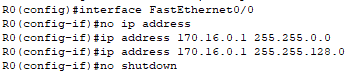 R0(config)#interface FastEthernet0/0
R0(config-if)#no ip address
R0(config-if)#ip address 170.16.0.1 255.255.0.0
R0(config-if)#ip address 170.16.0.1 255.255.128.0
R0(config-if)#no shutdown